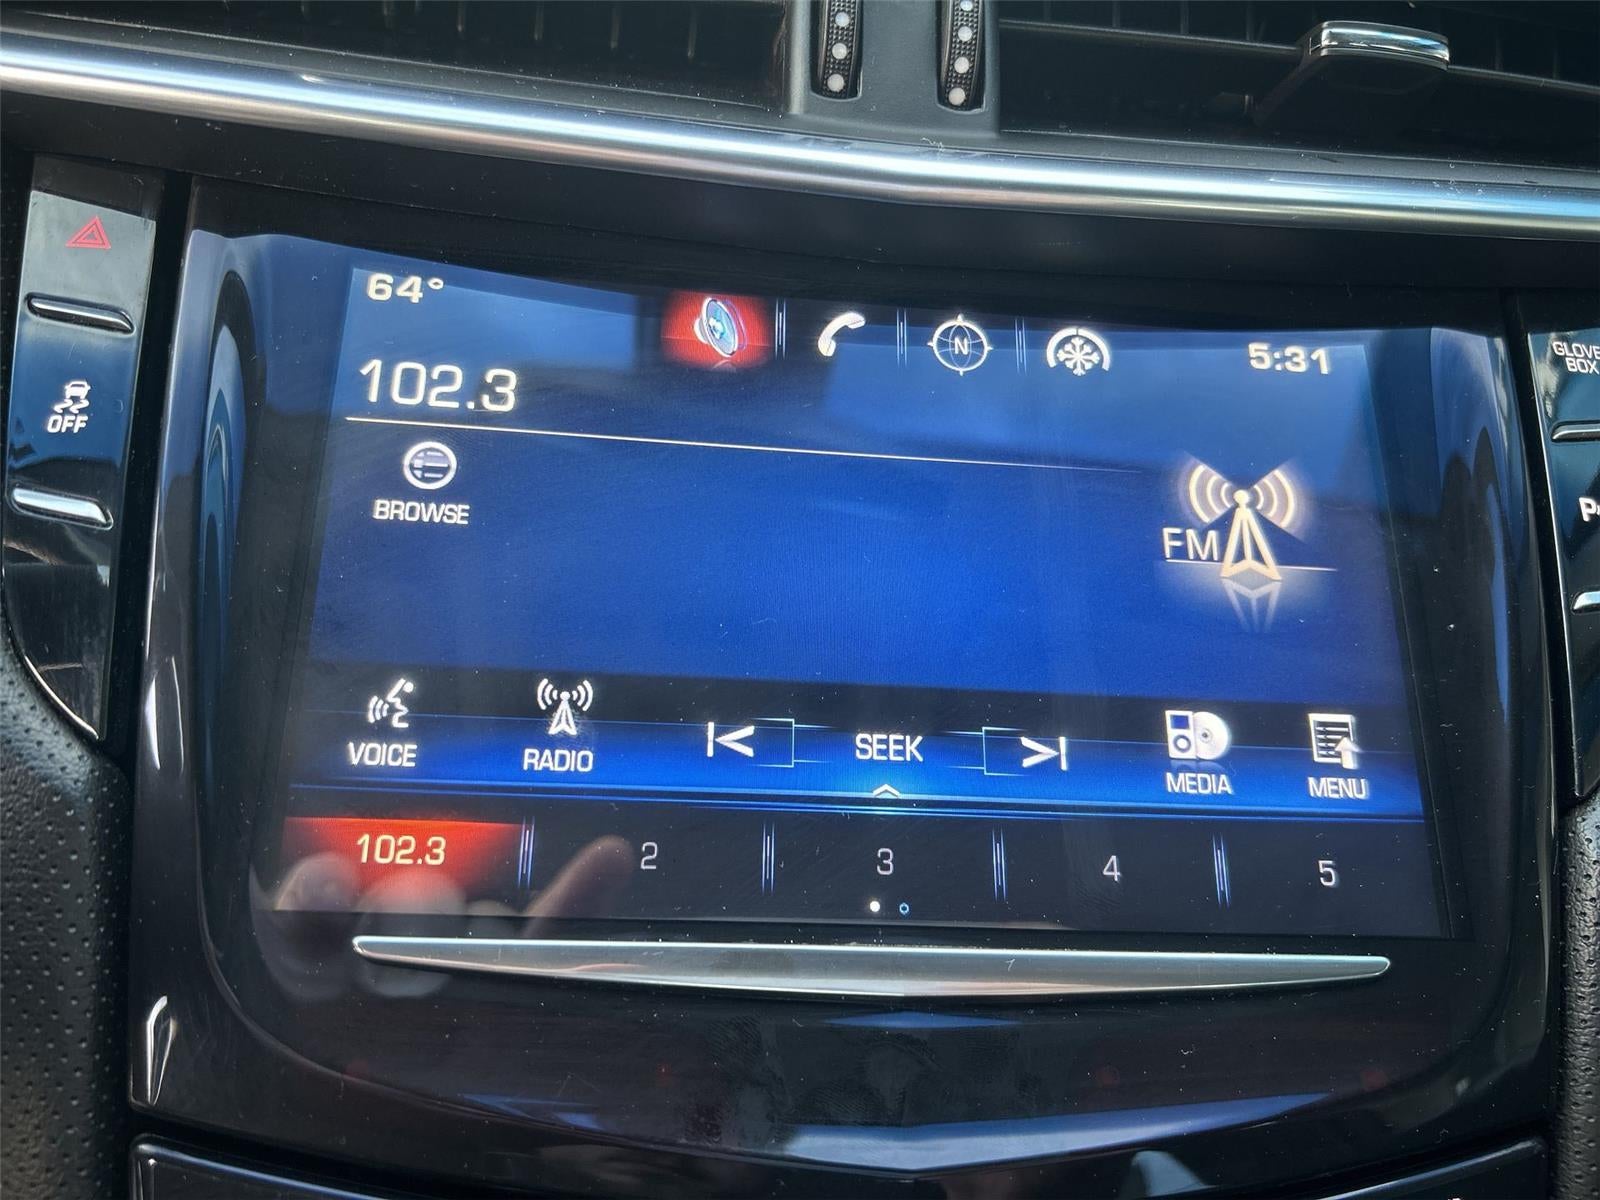 64°
5:31
102.3
N
BROWSE
FM
VOICE
RADIO
SEEK
MEDIA
MENU
102.3
2
3
4
5
OFF
GLOVE
BOX